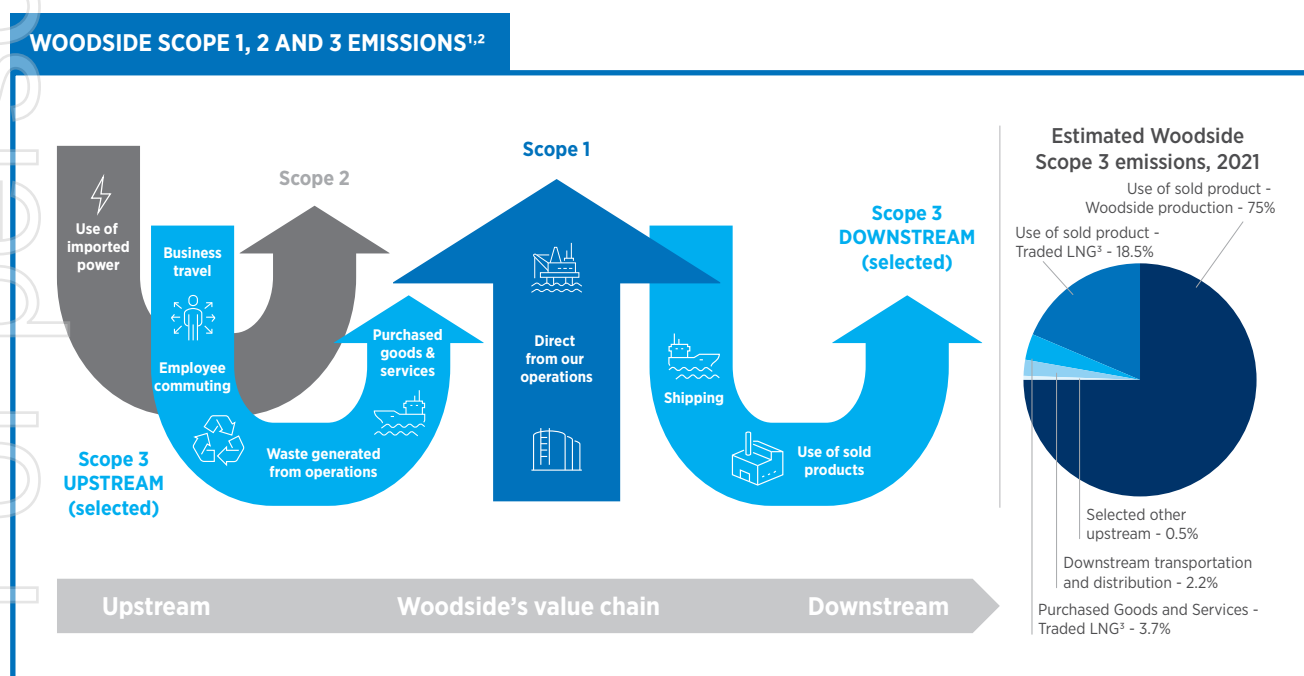 WOODSIDE SCOPE 1, 2 AND 3 EMISSIONS¹,²
Use of
imported
power
Scope 2
Business
travel
Employee
commuting
Waste generated
from operations
Purchased
goods &
services
Scope 3
UPSTREAM
(selected)
Scope 1
Direct
from our
operations
Shipping
Use of sold
products
Scope 3
DOWNSTREAM
(selected)
Upstream
Woodside's value chain
Downstream
Estimated Woodside
Scope 3 emissions, 2021
Use of sold product -
Woodside production - 75%
Use of sold product -
Traded LNG³ - 18.5%
Selected other
upstream - 0.5%
Downstream transportation
and distribution - 2.2%
Purchased Goods and Services -
Traded LNG³ - 3.7%